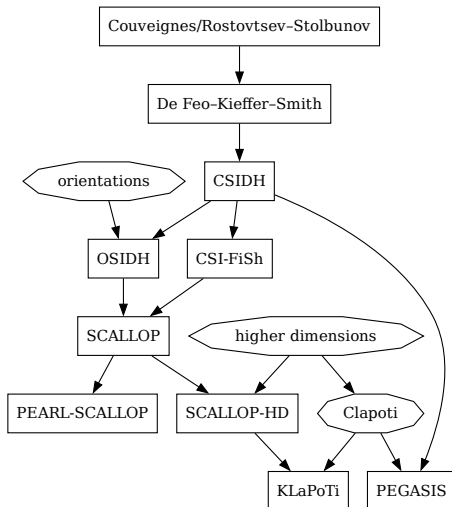 Couveignes/Rostovtsev–Stolbunov
De Feo–Kieffer–Smith
orientations
CSIDH
OSIDH
CSI-FiSh
SCALLOP
higher dimensions
PEARL-SCALLOP
SCALLOP-HD
Clapoti
KLaPoTi
PEGASIS